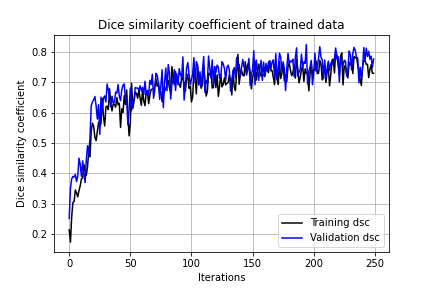 Dice similarity coefficient of trained data
Dice similarity coefficient
0.8
0.7
0.6
0.5
0.4
0.3
0.2
0 50 100 150 200 250
Iterations
Training dsc
Validation dsc